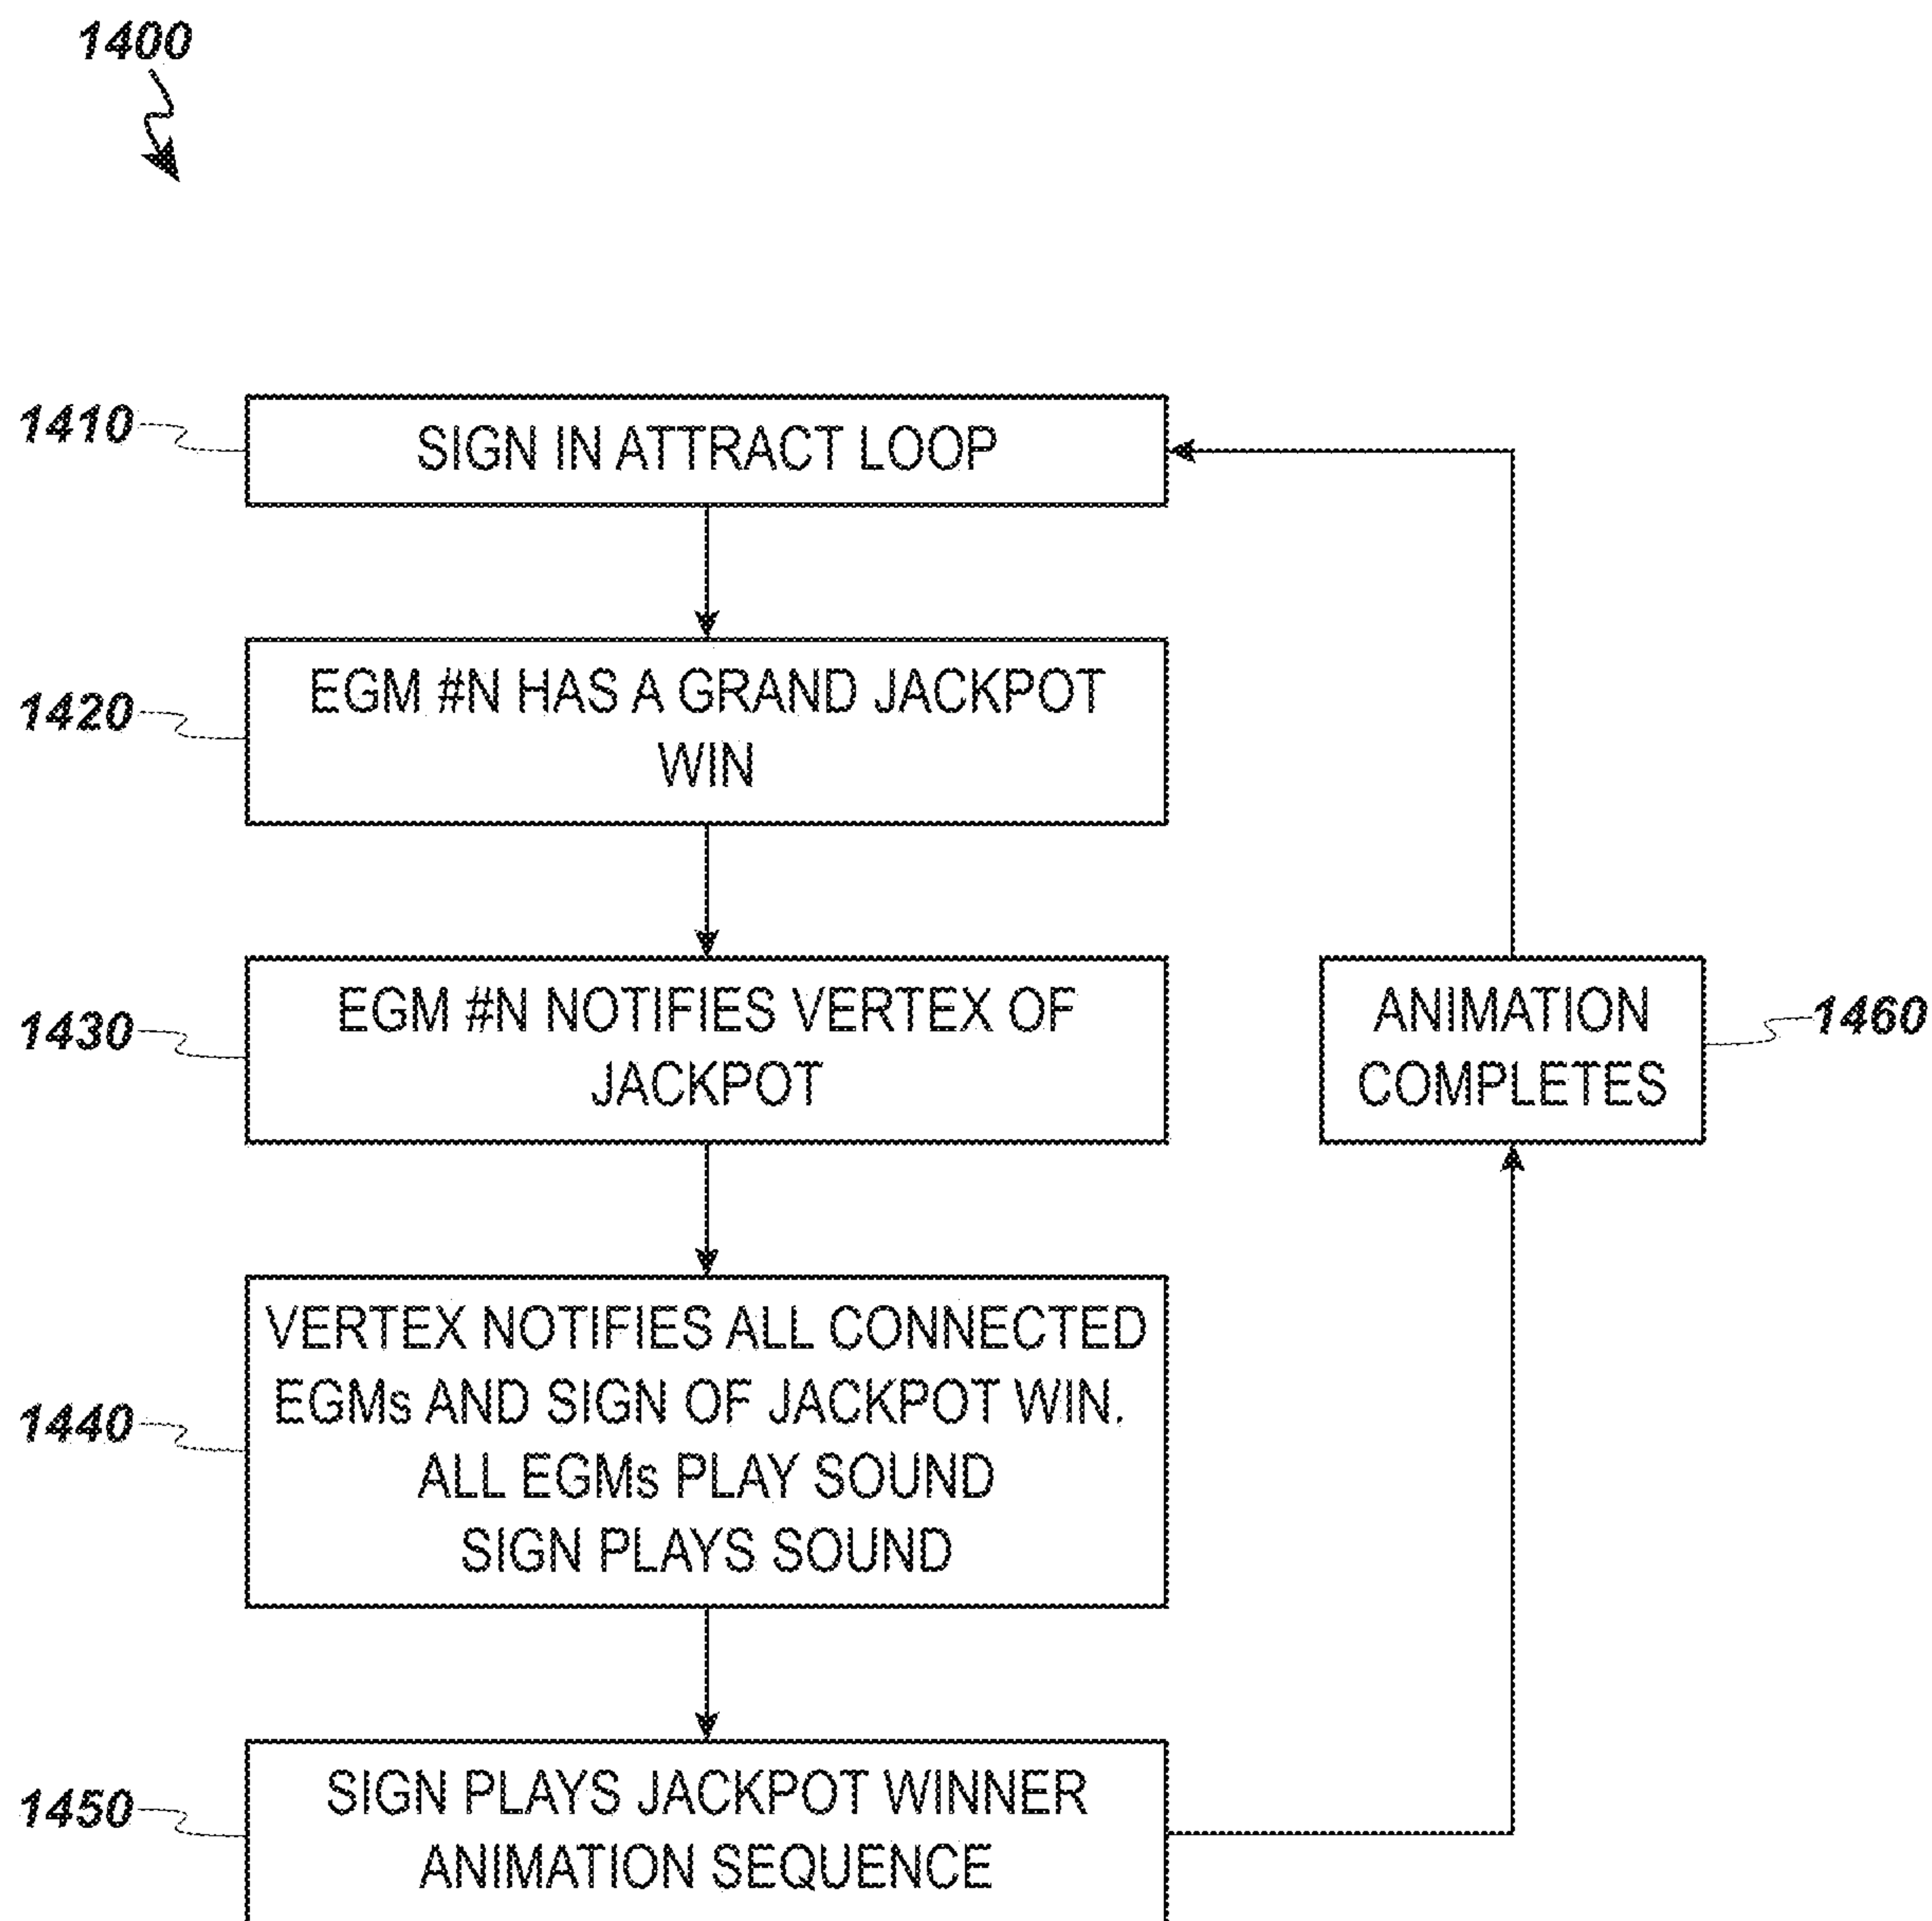 1400
1410
SIGN IN ATTRACT LOOP
1420
EGM #N HAS A GRAND JACKPOT
WIN
1430
EGM #N NOTIFIES VERTEX OF
JACKPOT
ANIMATION
COMPLETES
1460
1440
VERTEX NOTIFIES ALL CONNECTED
EGMs AND SIGN OF JACKPOT WIN.
ALL EGMs PLAY SOUND
SIGN PLAYS SOUND
1450
SIGN PLAYS JACKPOT WINNER
ANIMATION SEQUENCE